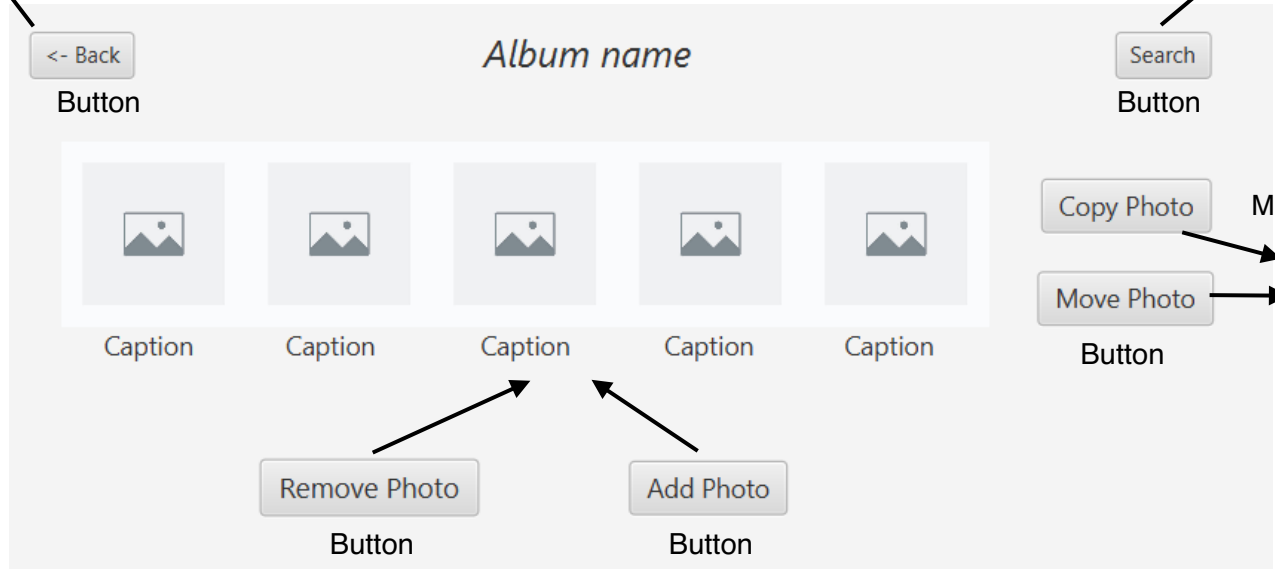 <- Back
Album name
Search
Button
Button
Copy Photo
M
Move Photo
Button
Caption
Caption
Caption
Caption
Caption
Remove Photo
Add Photo
Button
Button